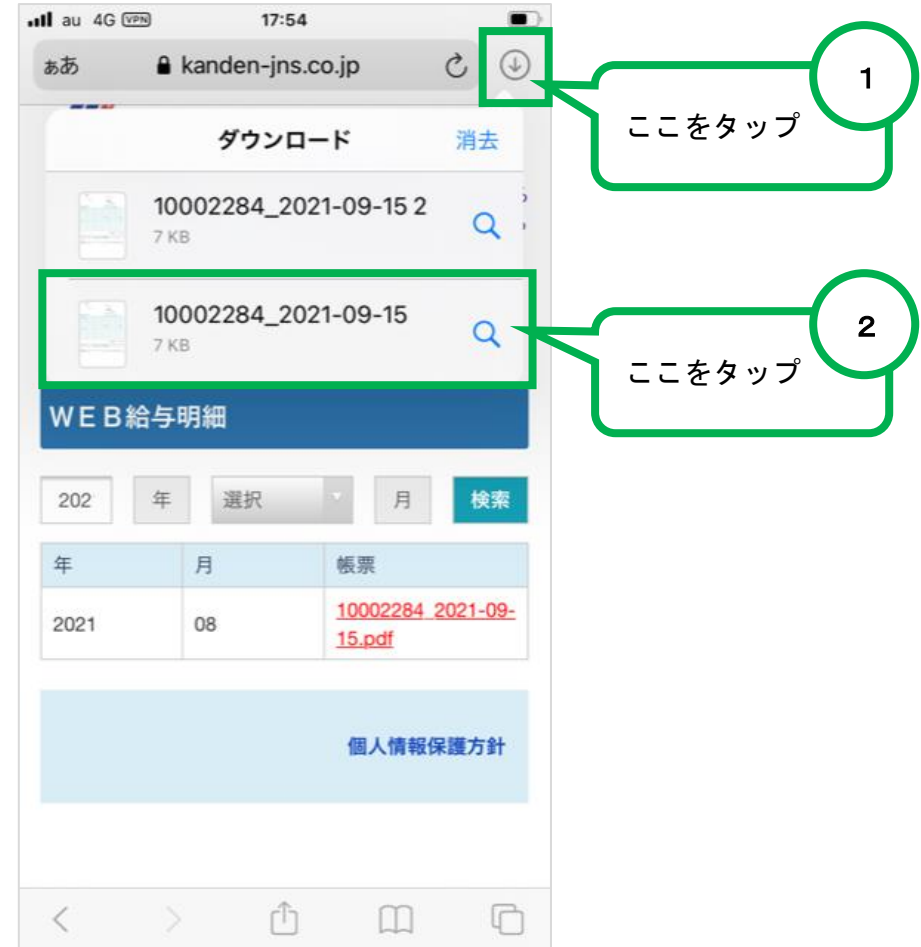 au 4G VPN 17:54
ぁあ kanden-jns.co.jp
1
ここをタップ
ダウンロード 消去
10002284_2021-09-15 2
7 KB
10002284_2021-09-15
7 KB
2
ここをタップ
ＷＥＢ給与明細
202 年 選択 月 検索
年 月 帳票
2021 08 10002284_2021-09-
15.pdf
個人情報保護方針